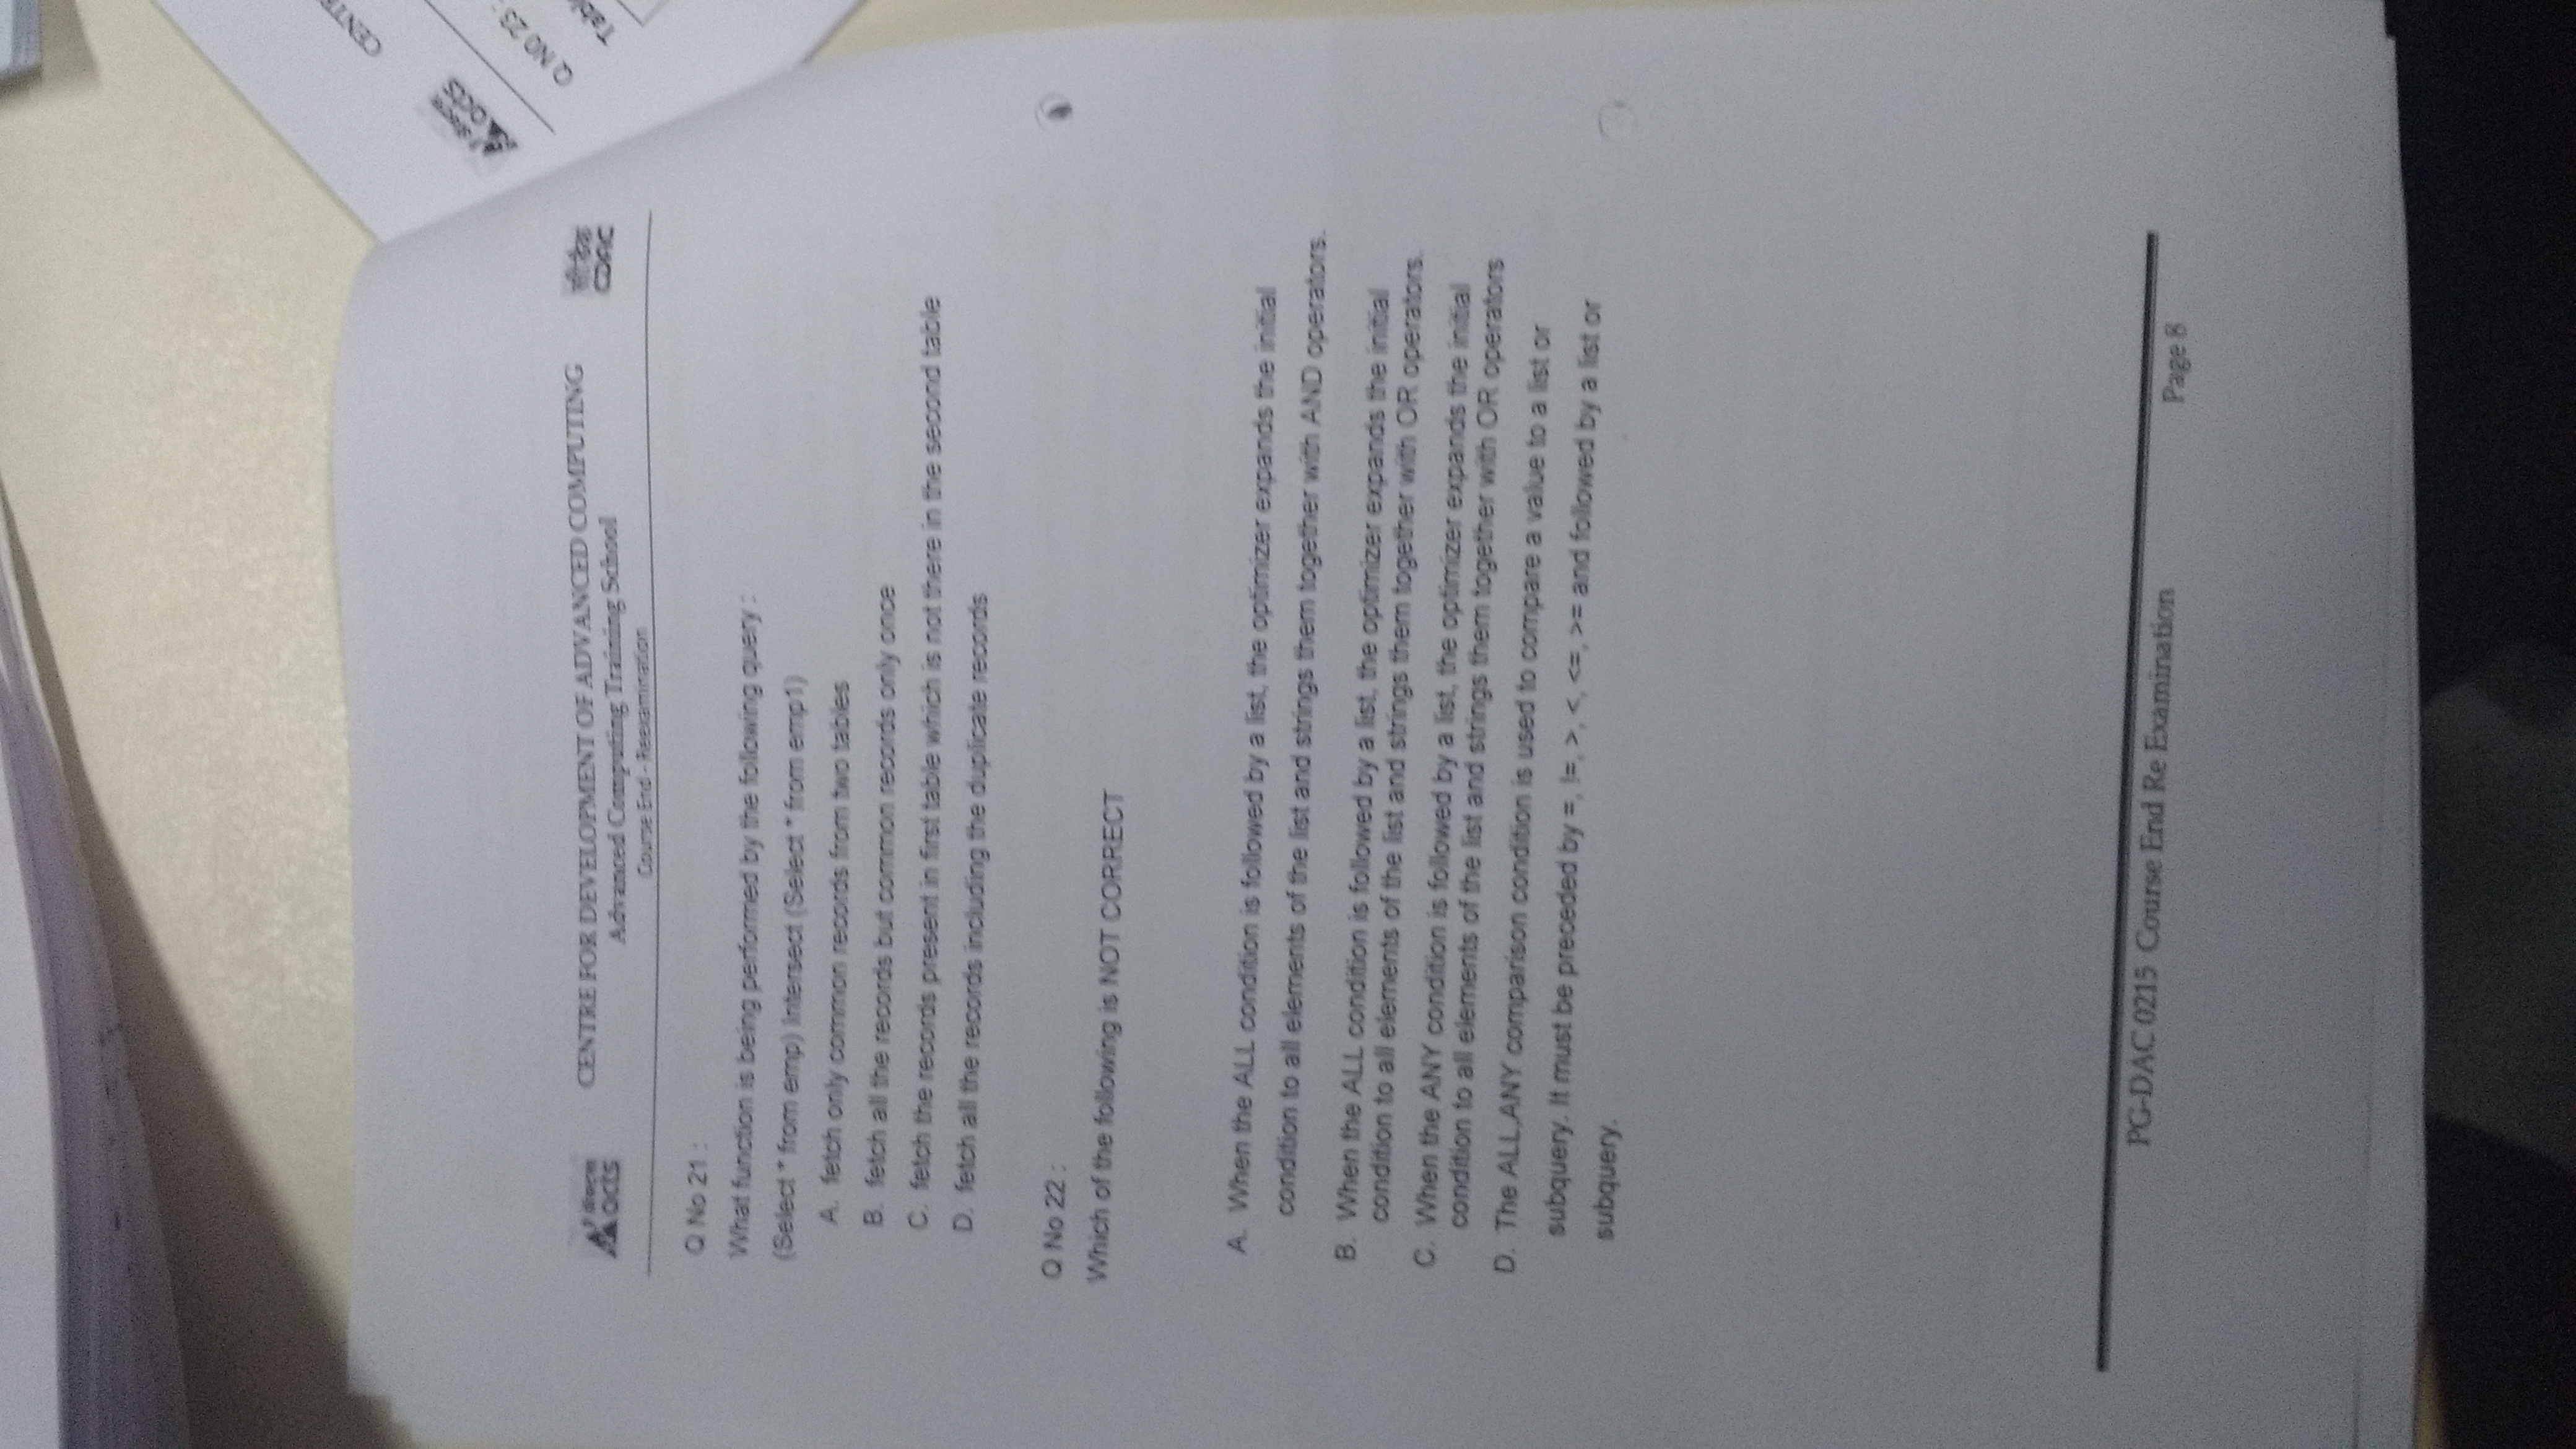 CENTRE FOR DEVELOPMENT OF ADVANCED COMPUTING
Advanced Computing Training School
Course End - Reexamination
acts
CDAC
Q No 21 :
What function is being performed by the following query :
(Select * from emp) Intersect (Select * from emp1)
A. fetch only common records from two tables
B. fetch all the records but common records only once
C. fetch the records present in first table which is not there in the second table
D. fetch all the records including the duplicate records
Q No 22 :
Which of the following is NOT CORRECT
A. When the ALL condition is followed by a list, the optimizer expands the initial
condition to all elements of the list and strings them together with AND operators.
B. When the ALL condition is followed by a list, the optimizer expands the initial
condition to all elements of the list and strings them together with OR operators.
C. When the ANY condition is followed by a list, the optimizer expands the initial
condition to all elements of the list and strings them together with OR operators
D. The ALL,ANY comparison condition is used to compare a value to a list or
subquery. It must be preceded by =, !=, >, <, <=, >= and followed by a list or
subquery.
PG-DAC 0215 Course End Re Examination Page 8
CENTRE
acts
Q NO 23 :